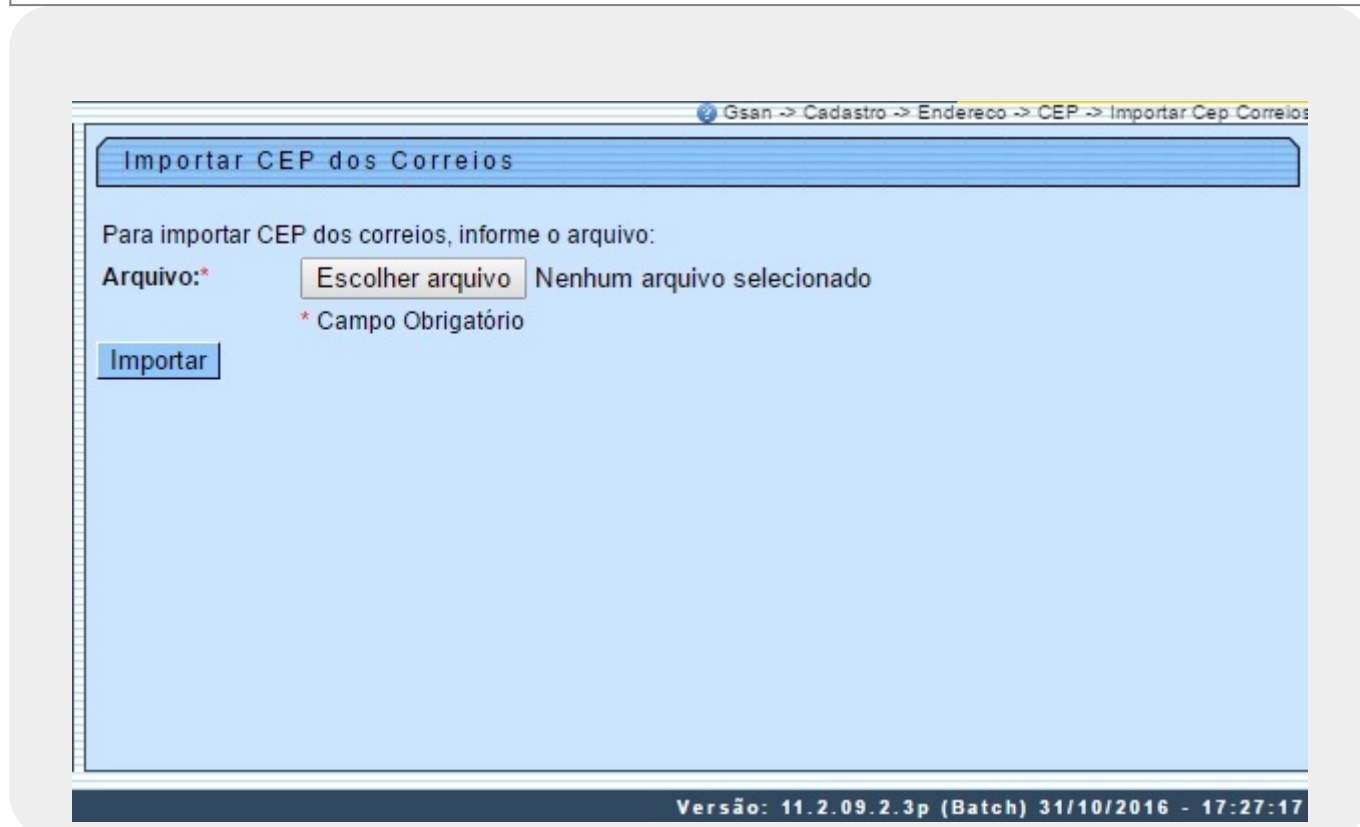 Gsan -> Cadastro -> Endereco -> CEP -> Importar Cep Correios
Importar CEP dos Correios
Para importar CEP dos correios, informe o arquivo:
Arquivo:* Escolher arquivo Nenhum arquivo selecionado
* Campo Obrigatório
Importar
Versão: 11.2.09.2.3p (Batch) 31/10/2016 - 17:27:17